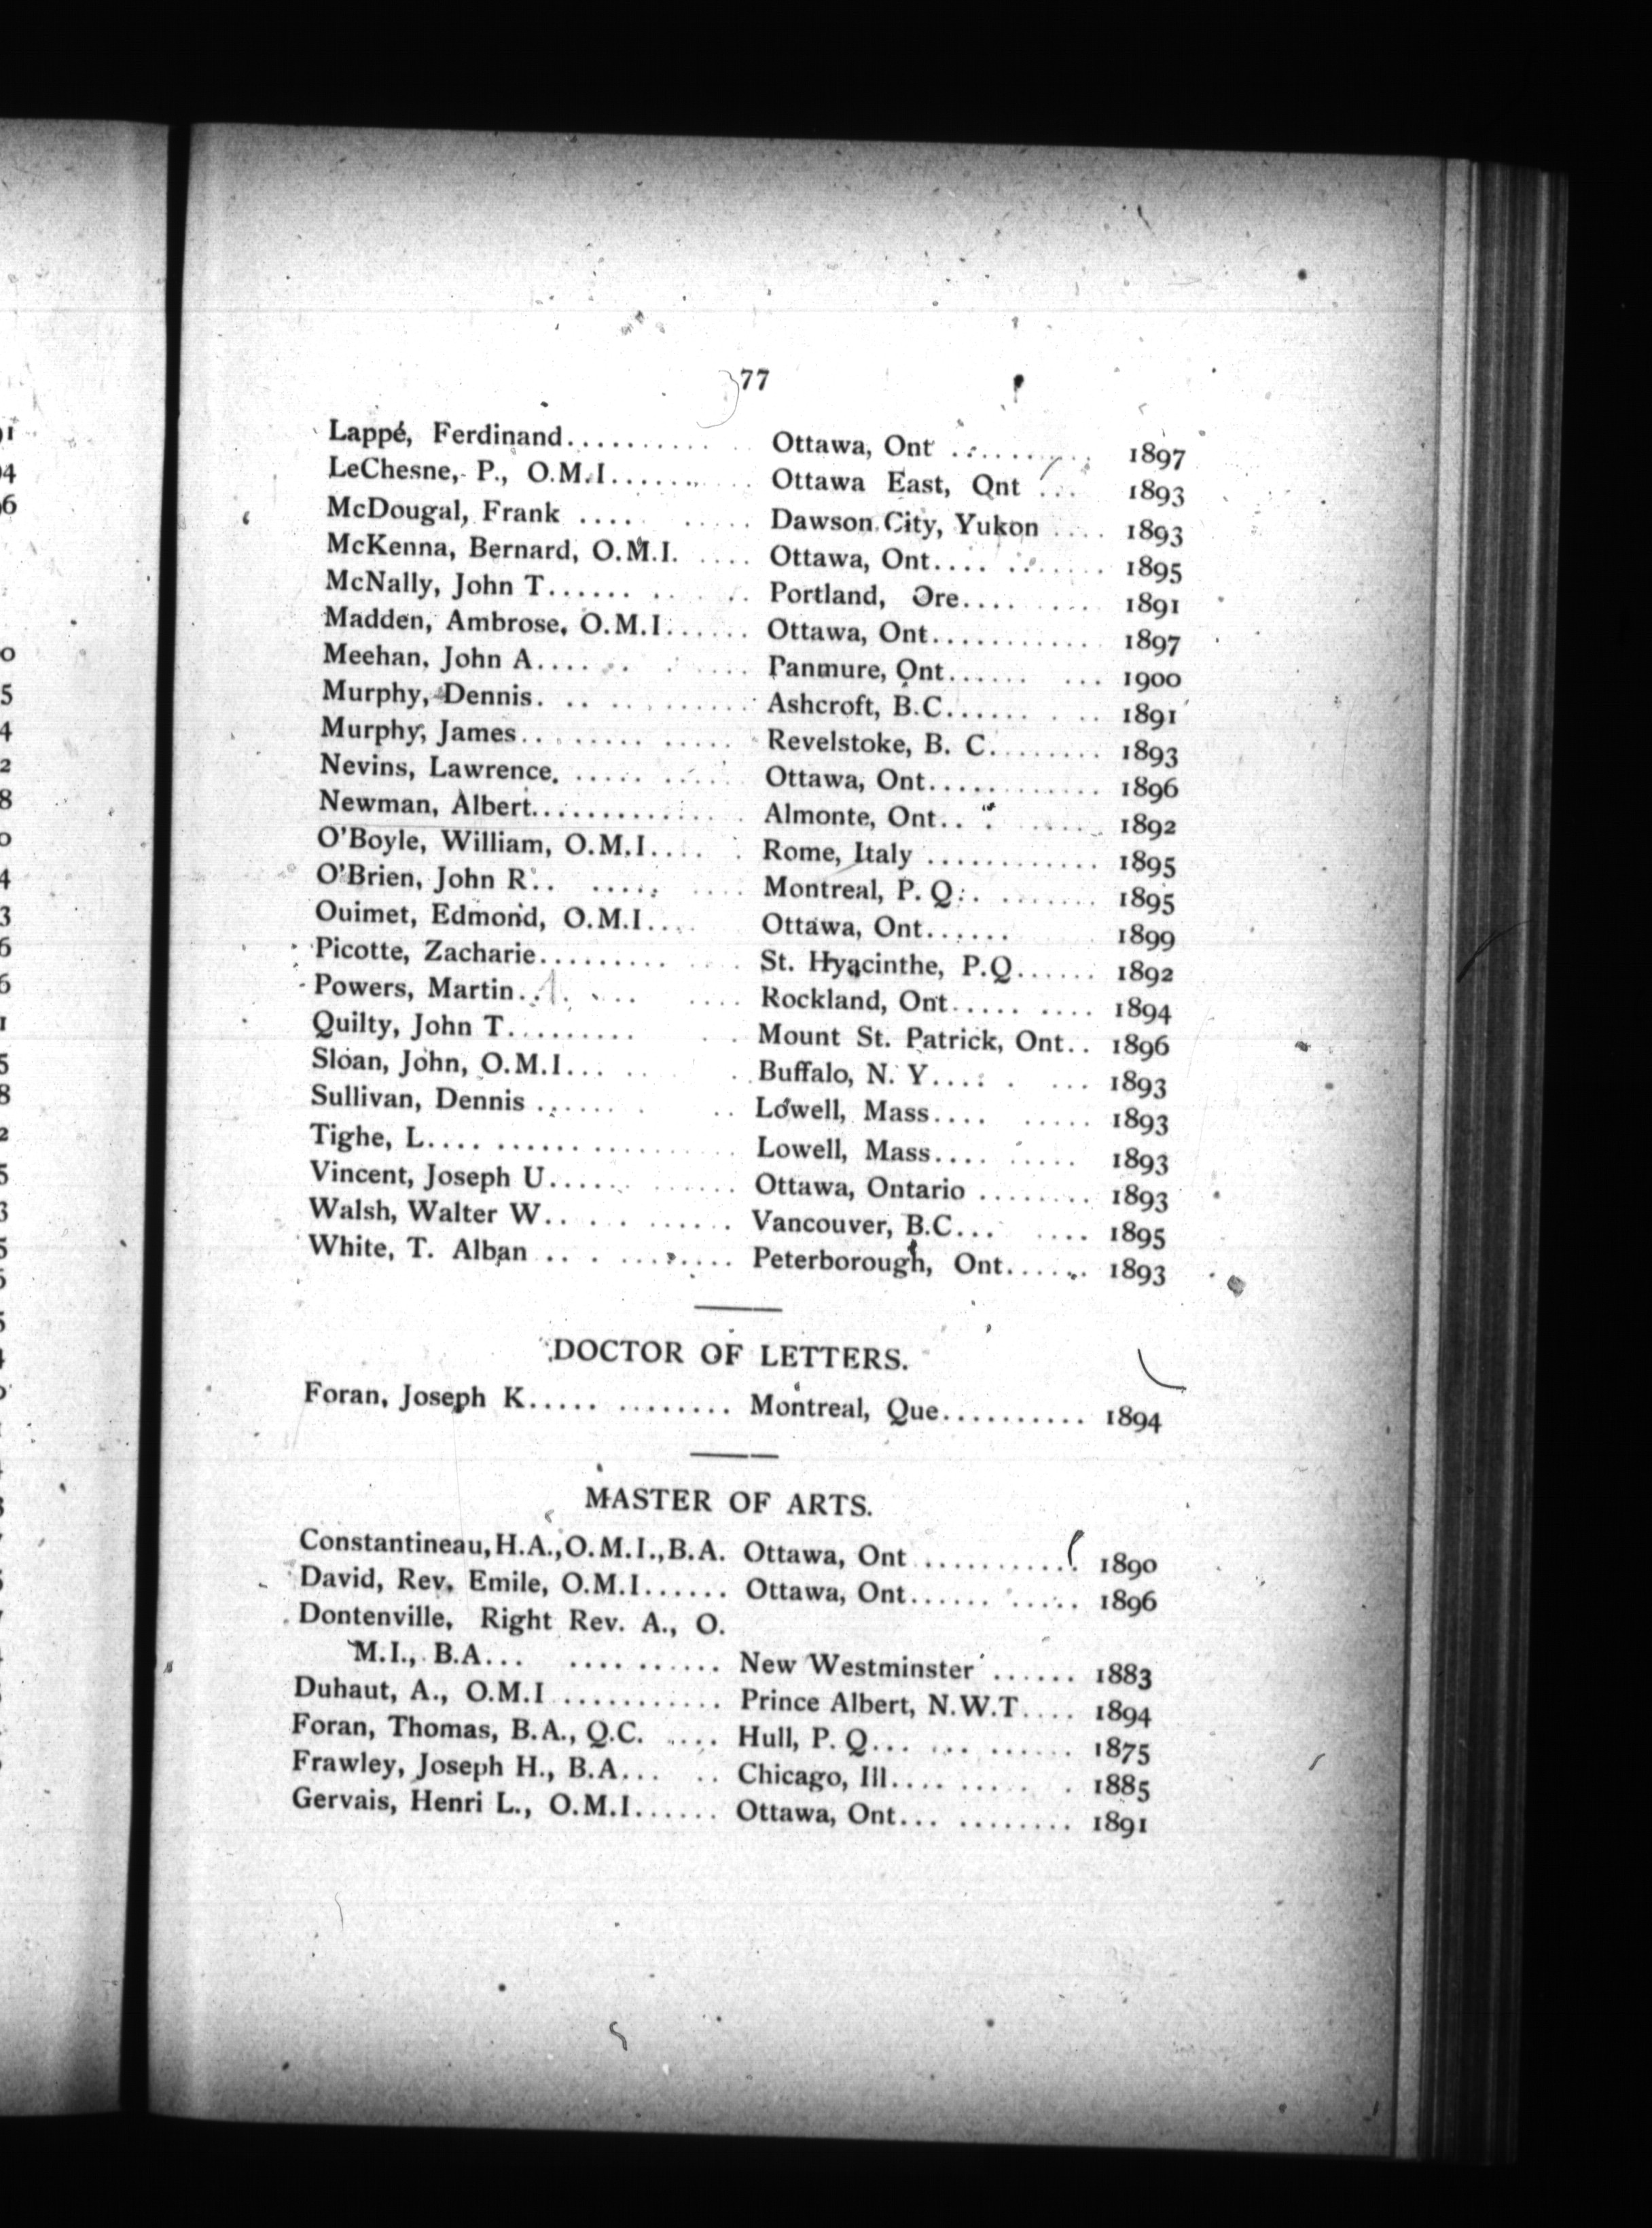 77
Lappé, Ferdinand.......... Ottawa, Ont ......... 1897
LeChesne, P., O.M.I.......... Ottawa East, Ont ... 1893
McDougal, Frank .... ..... Dawson City, Yukon .... 1893
McKenna, Bernard, O.M.I. .... Ottawa, Ont.... ...... 1895
McNally, John T...... ..... Portland, Ore.... .... 1891
Madden, Ambrose, O.M.I....... Ottawa, Ont............ 1897
Meehan, John A.... . .... Panmure, Ont...... ... 1900
Murphy, Dennis. .. .......... Ashcroft, B.C...... . .. 1891
Murphy, James.. ....... ..... Revelstoke, B. C........ 1893
Nevins, Lawrence. ..... .... Ottawa, Ont............ 1896
Newman, Albert............. Almonte, Ont.. . ..... 1892
O'Boyle, William, O.M.I.... . Rome, Italy ............ 1895
O'Brien, John R.. ..... .... Montreal, P. Q.. ....... 1895
Ouimet, Edmond, O.M.I.... Ottawa, Ont...... 1899
Picotte, Zacharie......... .... St. Hyacinthe, P.Q...... 1892
Powers, Martin... .... .... Rockland, Ont..... .... 1894
Quilty, John T......... .. Mount St. Patrick, Ont.. 1896
Sloan, John, O.M.I... .. .. Buffalo, N. Y.... . ... 1893
Sullivan, Dennis ....... .. Lowell, Mass.... ..... 1893
Tighe, L.... ............... Lowell, Mass.... ..... 1893
Vincent, Joseph U...... ...... Ottawa, Ontario ........ 1893
Walsh, Walter W.. . . ...... Vancouver, B.C... .... 1895
White, T. Alban .. . ....... Peterborough, Ont...... 1893
DOCTOR OF LETTERS.
Foran, Joseph K..... ........ Montreal, Que.......... 1894
MASTER OF ARTS.
Constantineau, H.A., O.M.I., B.A. Ottawa, Ont ........... 1890
David, Rev. Emile, O.M.I...... Ottawa, Ont...... ..... 1896
Dontenville, Right Rev. A., O.
M.I., B.A... .... ...... New Westminster ...... 1883
Duhaut, A., O.M.I ........... Prince Albert, N.W.T.... 1894
Foran, Thomas, B.A., Q.C. .... Hull, P. Q... ... ...... 1875
Frawley, Joseph H., B.A... .. Chicago, Ill.... ..... . 1885
Gervais, Henri L., O.M.I...... Ottawa, Ont... ........ 1891